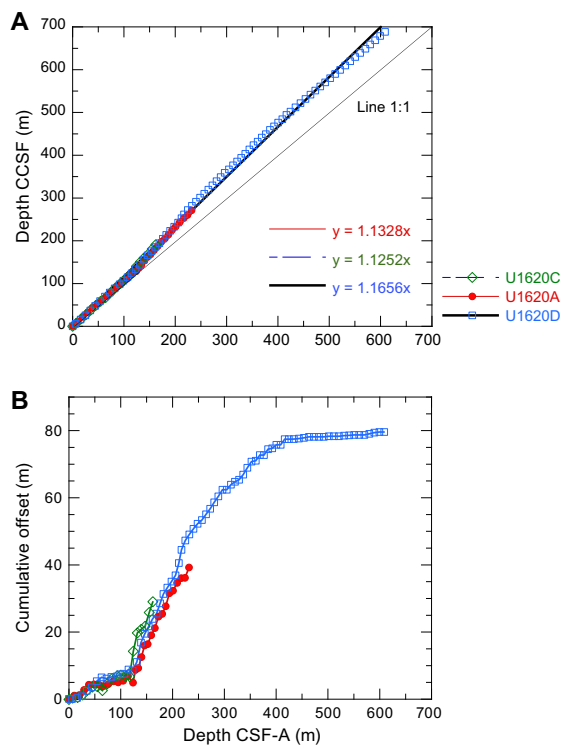 A
700
600
500
400
300
200
100
0
Depth CCSF (m)
Line 1:1
y = 1.1328x
y = 1.1252x
y = 1.1656x
0 100 200 300 400 500 600 700
U1620C
U1620A
U1620D
B
100
80
60
40
20
0
Cumulative offset (m)
0 100 200 300 400 500 600 700
Depth CSF-A (m)